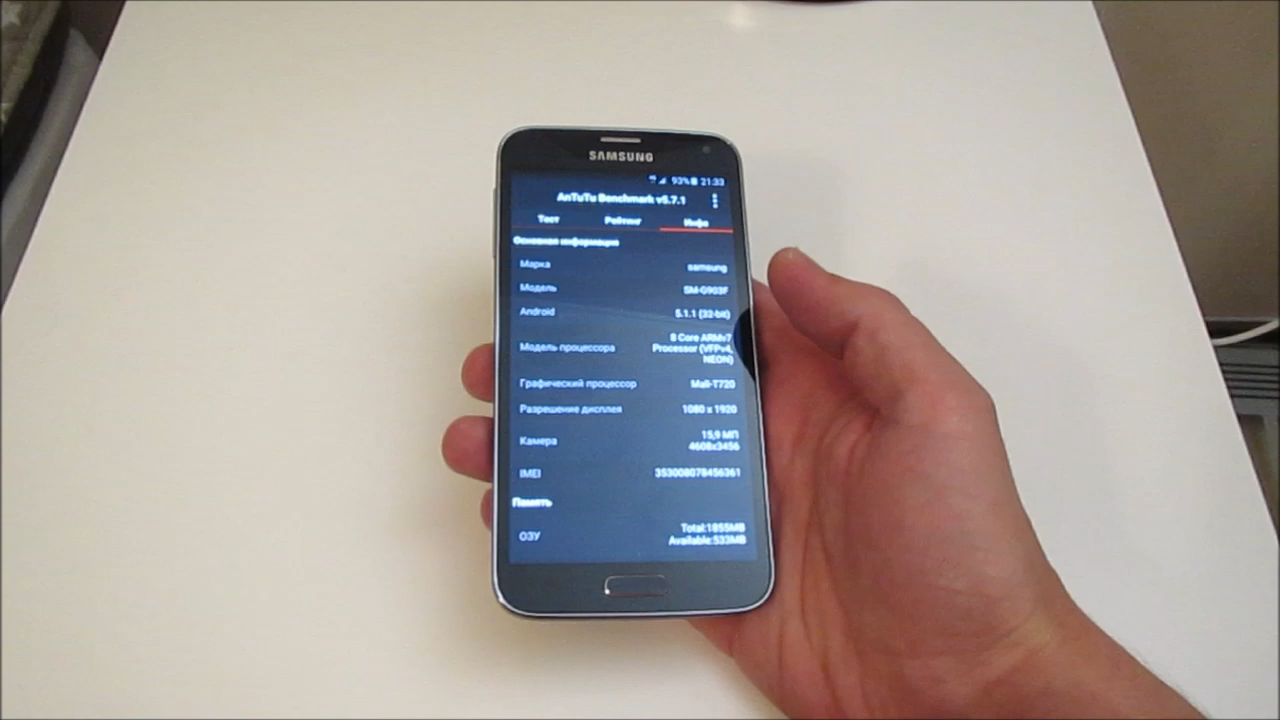 SAMSUNG
93% 21:33
AnTuTu Benchmark v5.7.1
Тест Рейтинг Инфо
Основная информация
Марка samsung
Модель SM-G903F
Android 5.1.1 (32-bit)
8 Core ARMv7
Модель процессора Processor (VFPv4,
NEON)
Графический процессор Mali-T720
Разрешение дисплея 1080 x 1920
15,9 МП
Камера 4608x3456
IMEI 353008078456361
Память
Total:1855MB
ОЗУ Available:533MB